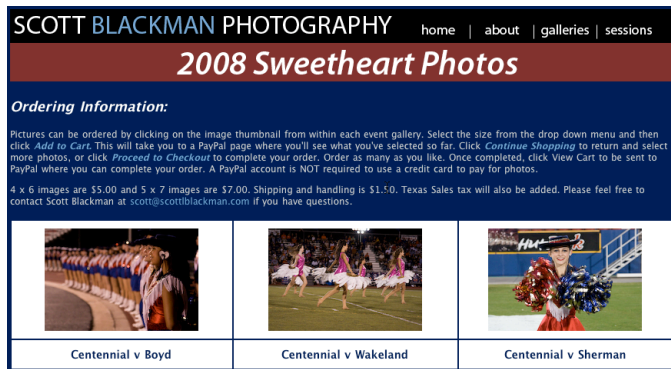 SCOTT BLACKMAN PHOTOGRAPHY
home | about | galleries | sessions
2008 Sweetheart Photos
Ordering Information:
Pictures can be ordered by clicking on the image thumbnail from within each event gallery. Select the size from the drop down menu and then
click Add to Cart. This will take you to a PayPal page where you'll see what you've selected so far. Click Continue Shopping to return and select
more photos, or click Proceed to Checkout to complete your order. Order as many as you like. Once completed, click View Cart to be sent to
PayPal where you can complete your order. A PayPal account is NOT required to use a credit card to pay for photos.
4 x 6 images are $5.00 and 5 x 7 images are $7.00. Shipping and handling is $1.50. Texas Sales tax will also be added. Please feel free to
contact Scott Blackman at scott@scottlblackman.com if you have questions.
Centennial v Boyd
Centennial v Wakeland
Centennial v Sherman